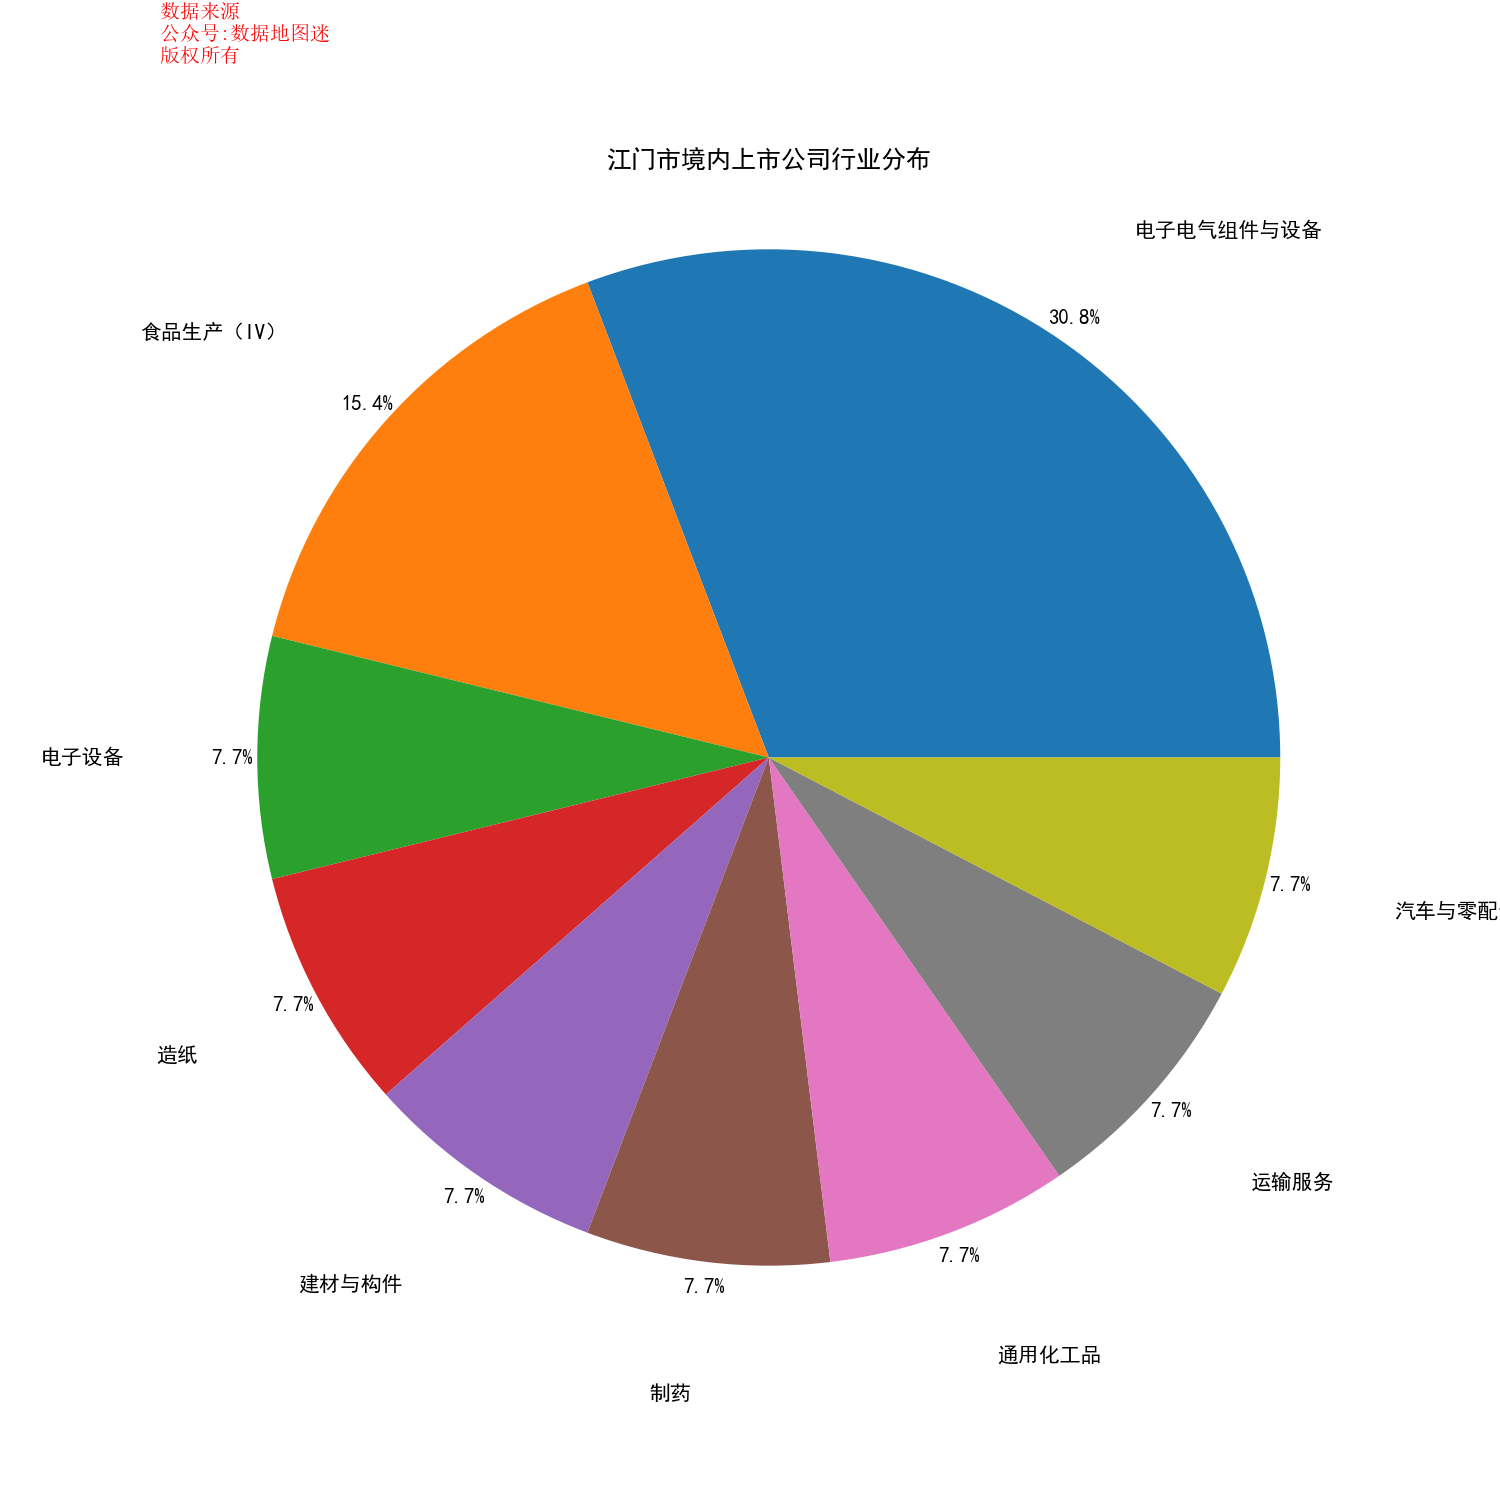 数据来源
公众号:数据地图迷
版权所有
江门市境内上市公司行业分布
电子电气组件与设备
30.8%
食品生产（IV）
15.4%
电子设备
7.7%
造纸
7.7%
建材与构件
7.7%
制药
7.7%
通用化工品
7.7%
运输服务
7.7%
汽车与零配
7.7%